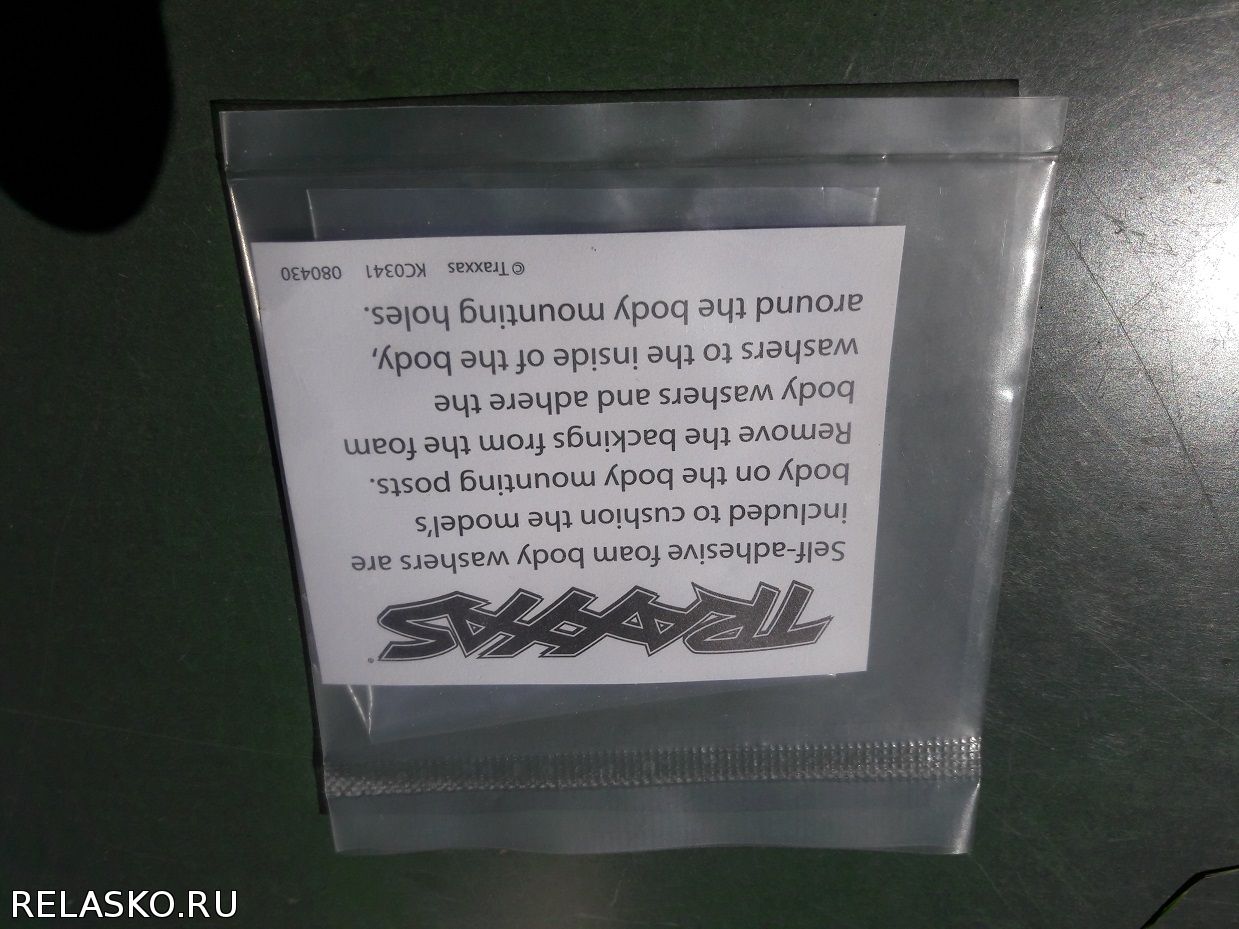 TRAXXAS®
Self-adhesive foam body washers are
included to cushion the model's
body on the body mounting posts.
Remove the backings from the foam
body washers and adhere the
washers to the inside of the body,
around the body mounting holes.
© Traxxas KC0341 080430
RELASKO.RU